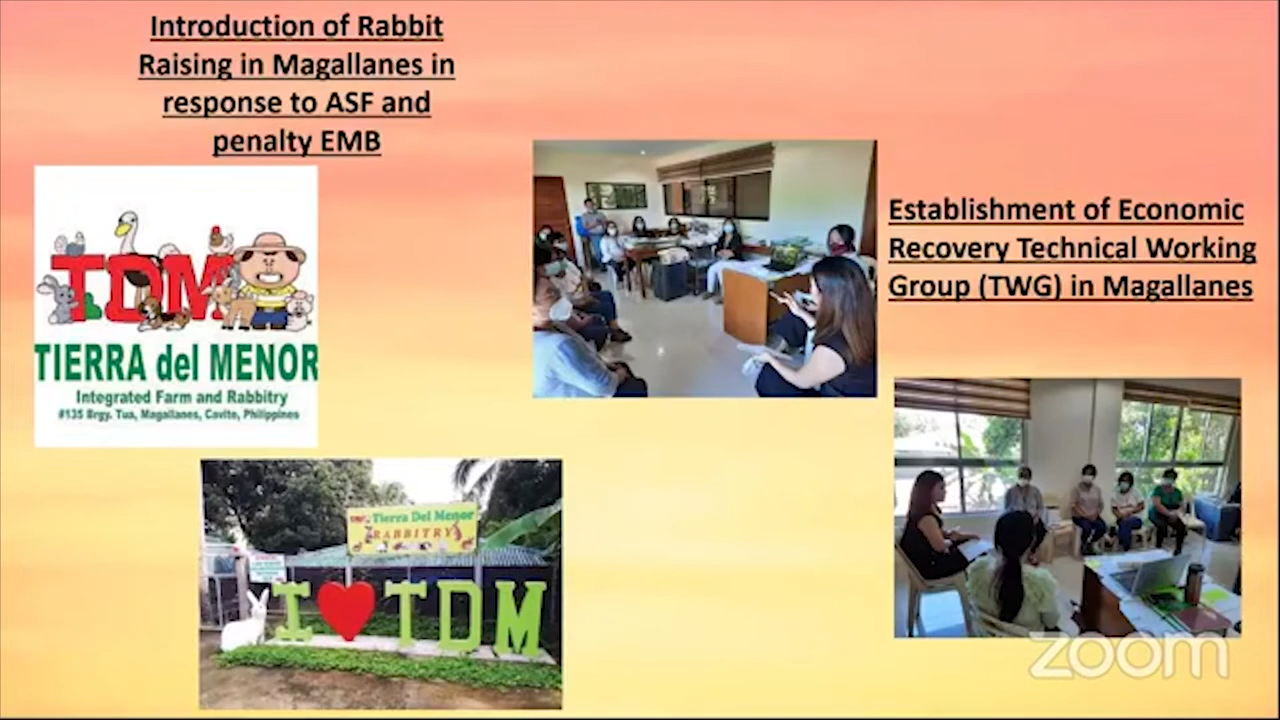 Introduction of Rabbit
Raising in Magallanes in
response to ASF and
penalty EMB
TDM
TIERRA del MENOR
Integrated Farm and Rabbitry
#135 Brgy. Tua, Magallanes, Cavite, Philippines
Establishment of Economic
Recovery Technical Working
Group (TWG) in Magallanes
Tierra Del Menor
RABBITRY
I TDM
zoom